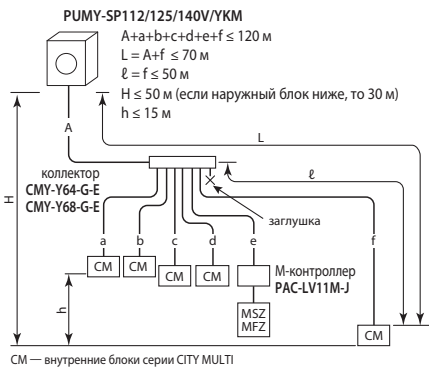 PUMY-SP112/125/140V/YKM
A+a+b+c+d+e+f ≤ 120 м
L = A+f ≤ 70 м
ℓ = f ≤ 50 м
H ≤ 50 м (если наружный блок ниже, то 30 м)
h ≤ 15 м
A
L
H
коллектор
CMY-Y64-G-E
CMY-Y68-G-E
ℓ
заглушка
a b c d e f
CM CM CM CM
М-контроллер
PAC-LV11M-J
h
MSZ
MFZ
CM
СМ — внутренние блоки серии CITY MULTI